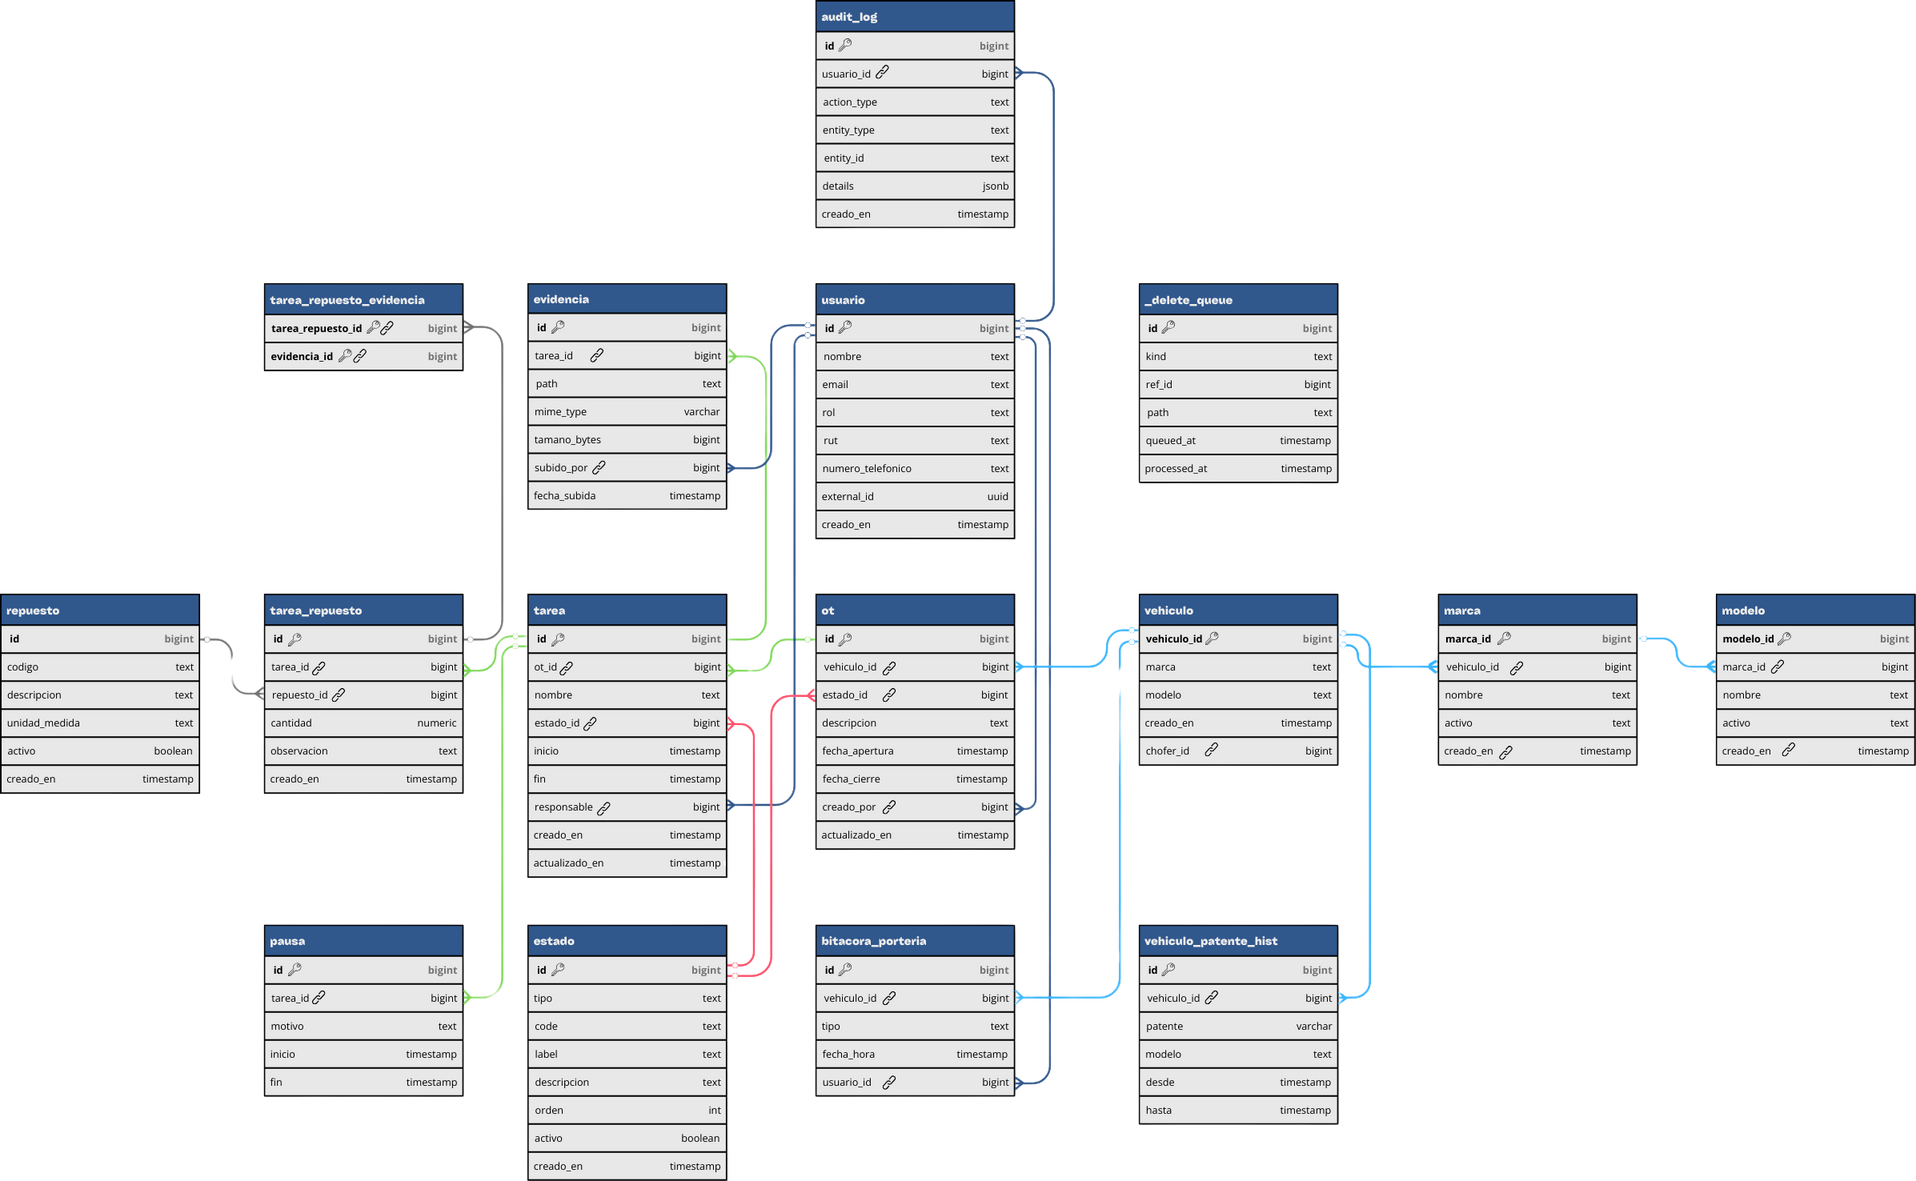 audit_log
id bigint
usuario_id bigint
action_type text
entity_type text
entity_id text
details jsonb
creado_en timestamp
tarea_repuesto_evidencia
tarea_repuesto_id bigint
evidencia_id bigint
evidencia
id bigint
tarea_id bigint
path text
mime_type varchar
tamano_bytes bigint
subido_por bigint
fecha_subida timestamp
usuario
id bigint
nombre text
email text
rol text
rut text
numero_telefonico text
external_id uuid
creado_en timestamp
_delete_queue
id bigint
kind text
ref_id bigint
path text
queued_at timestamp
processed_at timestamp
repuesto
id bigint
codigo text
descripcion text
unidad_medida text
activo boolean
creado_en timestamp
tarea_repuesto
id bigint
tarea_id bigint
repuesto_id bigint
cantidad numeric
observacion text
creado_en timestamp
tarea
id bigint
ot_id bigint
nombre text
estado_id bigint
inicio timestamp
fin timestamp
responsable bigint
creado_en timestamp
actualizado_en timestamp
ot
id bigint
vehiculo_id bigint
estado_id bigint
descripcion text
fecha_apertura timestamp
fecha_cierre timestamp
creado_por bigint
actualizado_en timestamp
vehiculo
vehiculo_id bigint
marca text
modelo text
creado_en timestamp
chofer_id bigint
marca
marca_id bigint
vehiculo_id bigint
nombre text
activo text
creado_en timestamp
modelo
modelo_id bigint
marca_id bigint
nombre text
activo text
creado_en timestamp
pausa
id bigint
tarea_id bigint
motivo text
inicio timestamp
fin timestamp
estado
id bigint
tipo text
code text
label text
descripcion text
orden int
activo boolean
creado_en timestamp
bitacora_porteria
id bigint
vehiculo_id bigint
tipo text
fecha_hora timestamp
usuario_id bigint
vehiculo_patente_hist
id bigint
vehiculo_id bigint
patente varchar
modelo text
desde timestamp
hasta timestamp